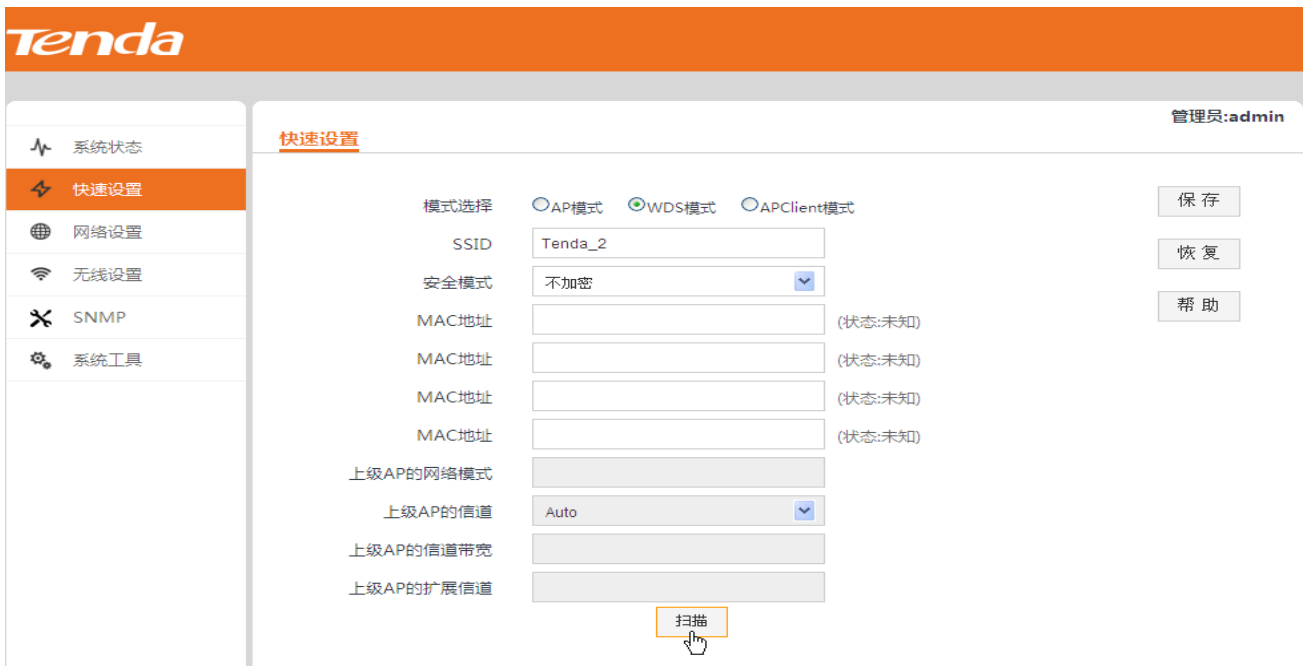 Tenda
管理员:admin
系统状态
快速设置
网络设置
无线设置
SNMP
系统工具
快速设置
模式选择 AP模式 WDS模式 APClient模式
SSID Tenda_2
安全模式 不加密
MAC地址 (状态:未知)
MAC地址 (状态:未知)
MAC地址 (状态:未知)
MAC地址 (状态:未知)
上级AP的网络模式
上级AP的信道 Auto
上级AP的信道带宽
上级AP的扩展信道
扫描
保存
恢复
帮助